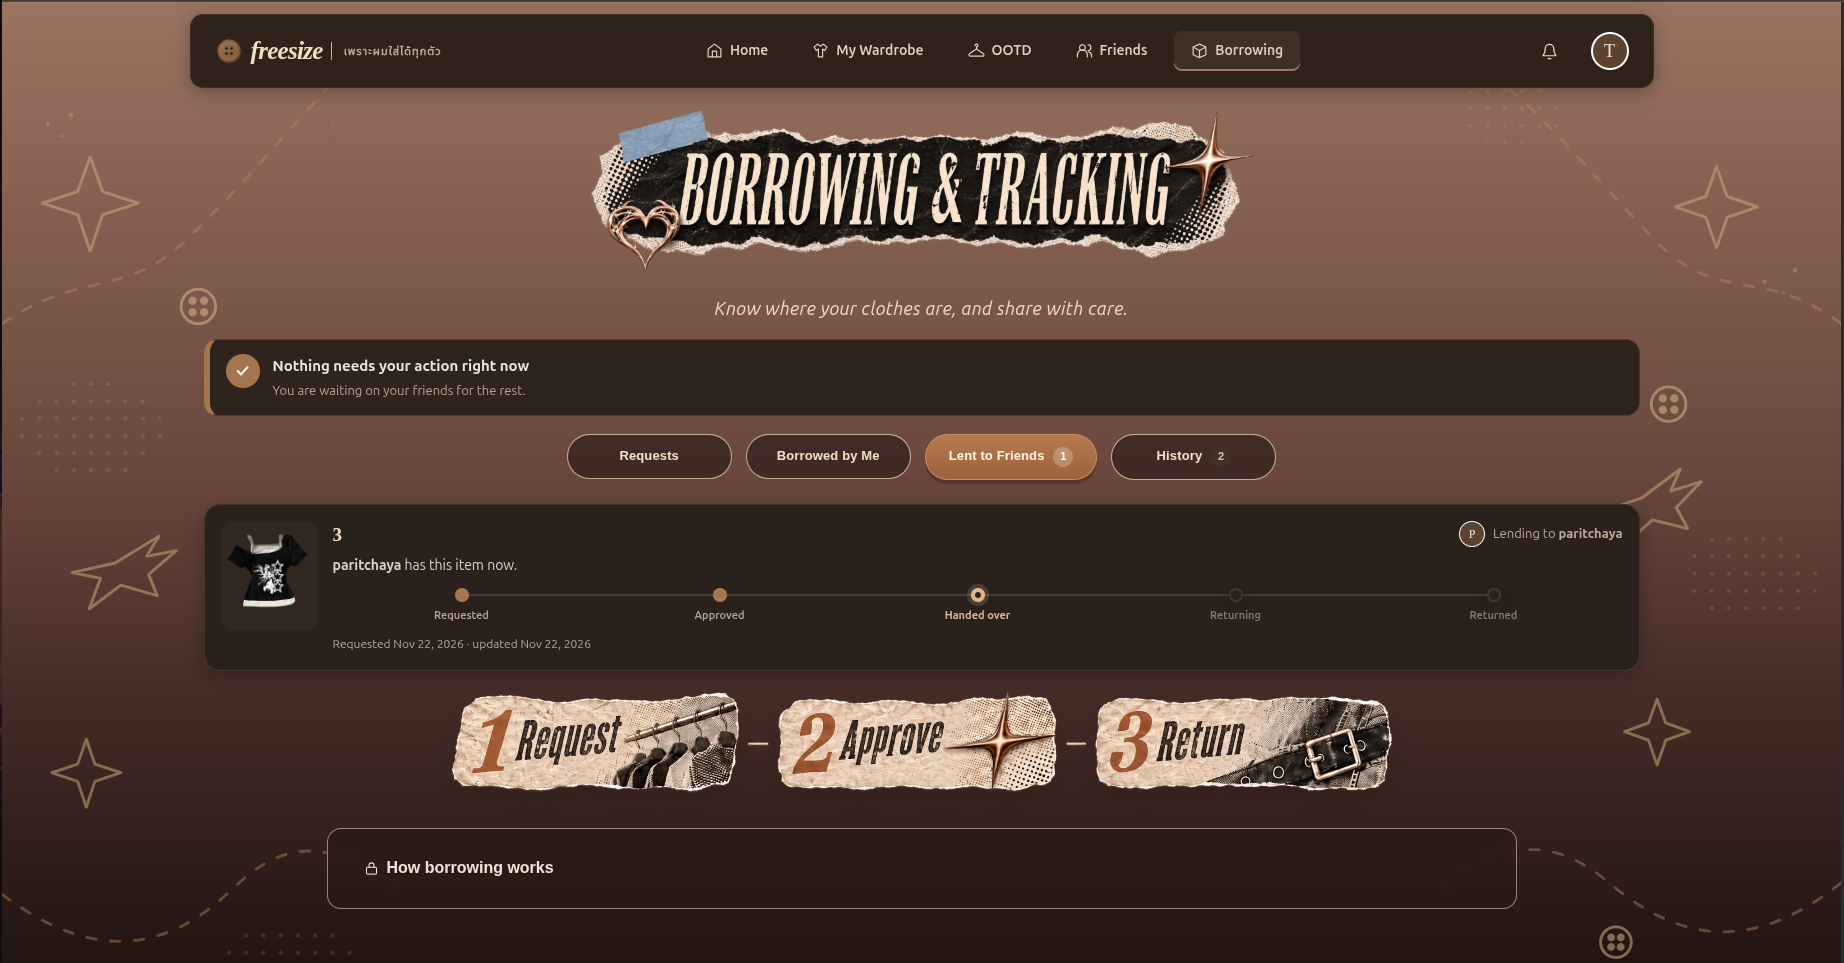 freesize | เพราะผมใส่ได้ทุกตัว
Home
My Wardrobe
OOTD
Friends
Borrowing
T
BORROWING & TRACKING
Know where your clothes are, and share with care.
Nothing needs your action right now
You are waiting on your friends for the rest.
Requests
Borrowed by Me
Lent to Friends 1
History 2
3
P Lending to paritchaya
paritchaya has this item now.
Requested
Approved
Handed over
Returning
Returned
Requested Nov 22, 2026 · updated Nov 22, 2026
1 Request
2 Approve
3 Return
How borrowing works